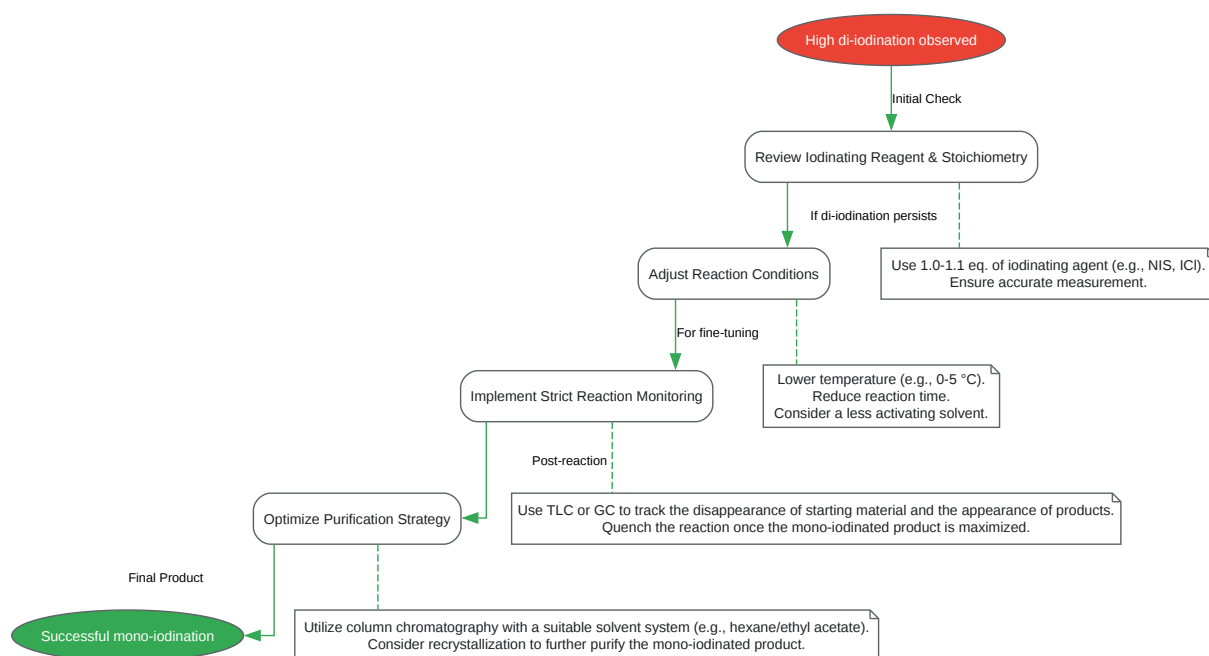 High di-iodination observed
Initial Check
Review Iodinating Reagent & Stoichiometry
If di-iodination persists
Use 1.0-1.1 eq. of iodinating agent (e.g., NIS, ICl).
Ensure accurate measurement.
Adjust Reaction Conditions
For fine-tuning
Lower temperature (e.g., 0-5 °C).
Reduce reaction time.
Consider a less activating solvent.
Implement Strict Reaction Monitoring
Post-reaction
Use TLC or GC to track the disappearance of starting material and the appearance of products.
Quench the reaction once the mono-iodinated product is maximized.
Optimize Purification Strategy
Final Product
Utilize column chromatography with a suitable solvent system (e.g., hexane/ethyl acetate).
Consider recrystallization to further purify the mono-iodinated product.
Successful mono-iodination